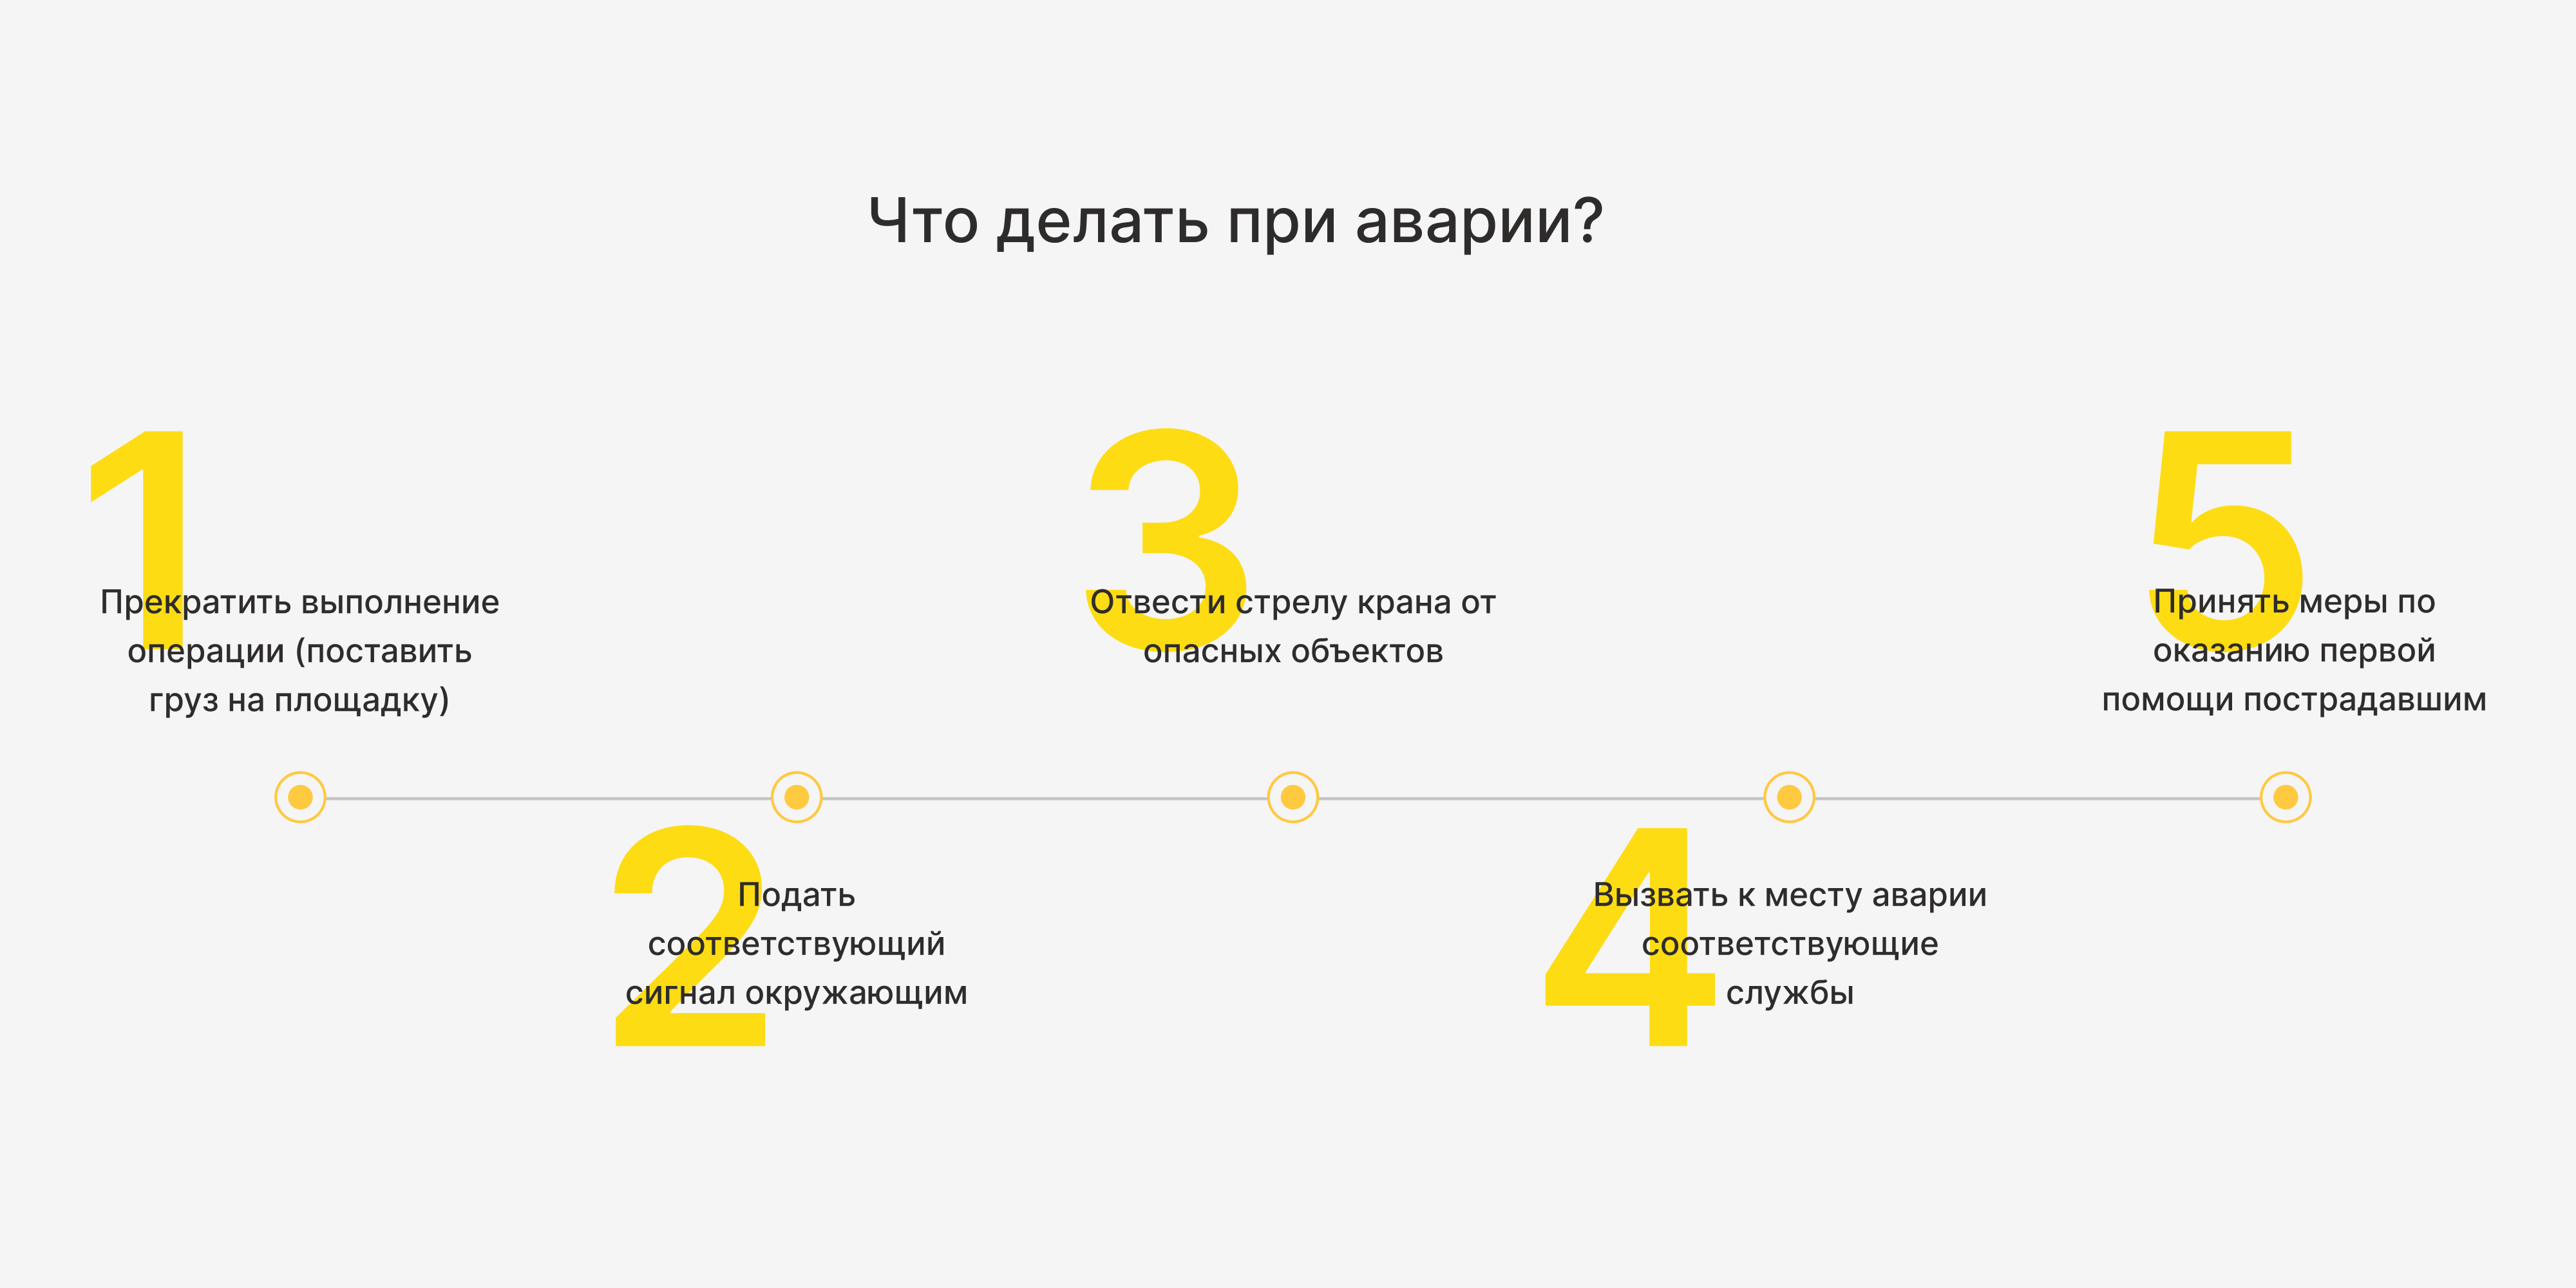 Что делать при аварии?
1
Прекратить выполнение
операции (поставить
груз на площадку)
2
Подать
соответствующий
сигнал окружающим
3
Отвести стрелу крана от
опасных объектов
4
Вызвать к месту аварии
соответствующие
службы
5
Принять меры по
оказанию первой
помощи пострадавшим